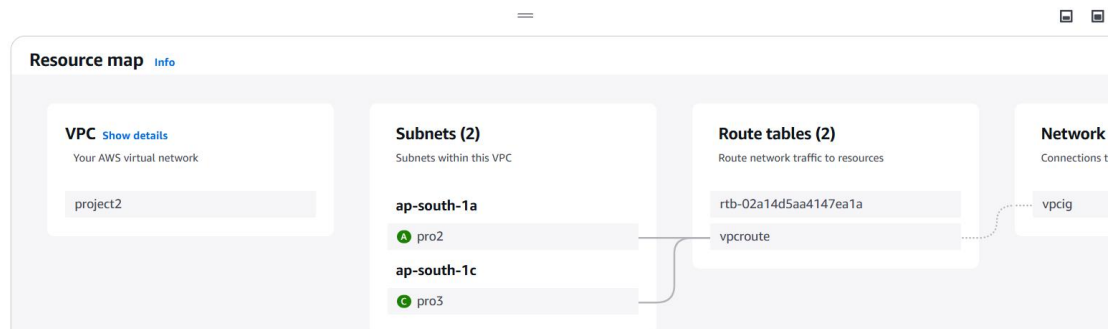 Resource map Info
VPC Show details
Your AWS virtual network
project2
Subnets (2)
Subnets within this VPC
ap-south-1a
A pro2
ap-south-1c
C pro3
Route tables (2)
Route network traffic to resources
rtb-02a14d5aa4147ea1a
vpcroute
Network
Connections t
vpcig